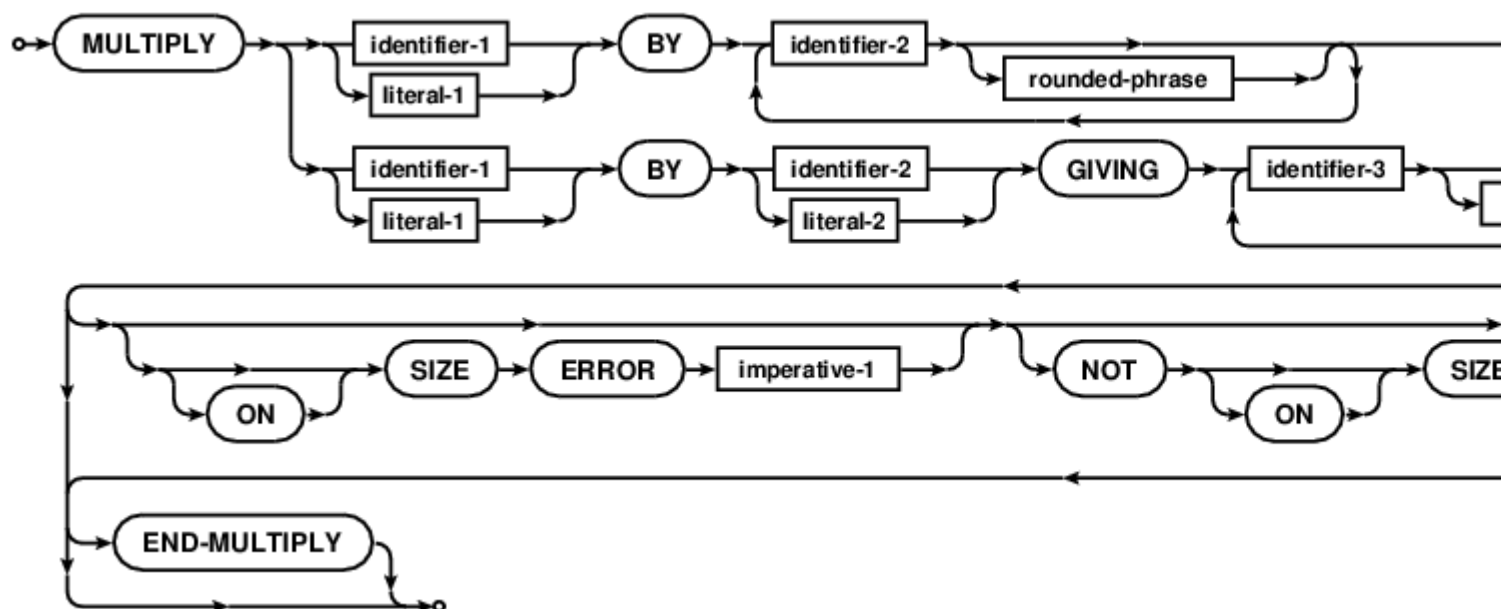 MULTIPLY identifier-1 BY identifier-2
literal-1 rounded-phrase
identifier-1 BY identifier-2 GIVING identifier-3
literal-1 literal-2
SIZE ERROR imperative-1 NOT SIZE
ON ON
END-MULTIPLY